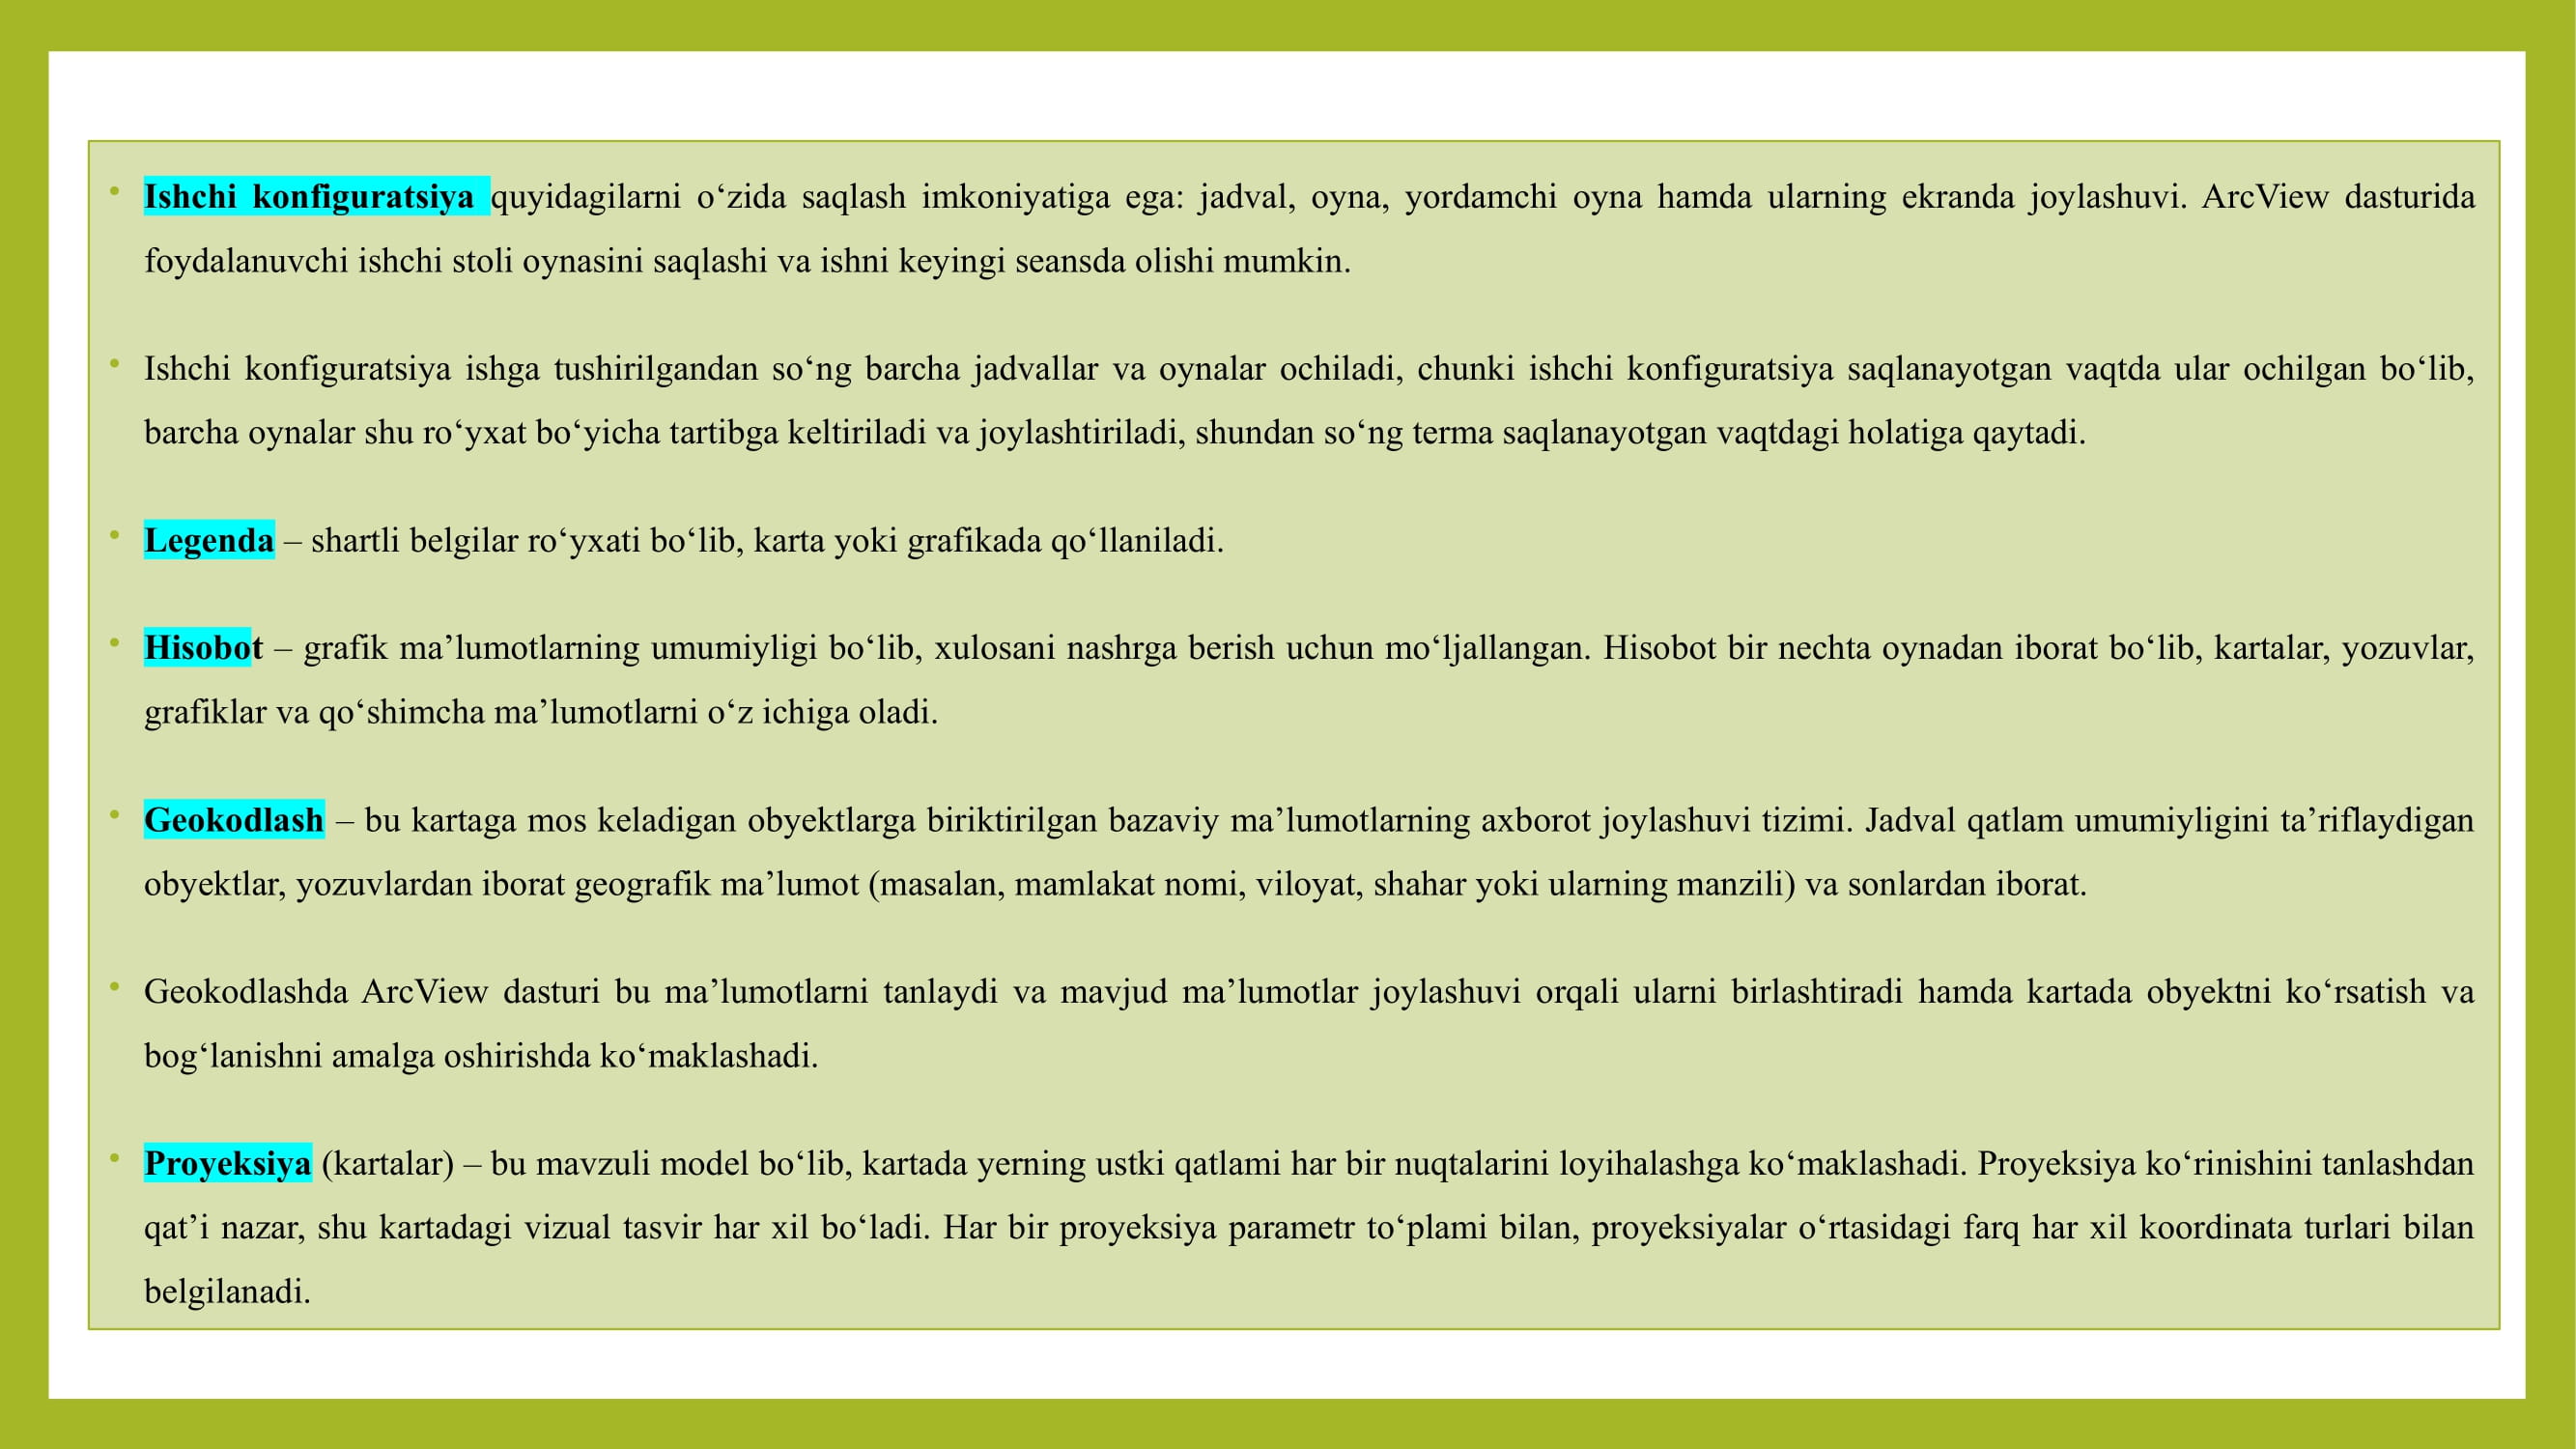 • Ishchi konfiguratsiya quyidagilarni o‘zida saqlash imkoniyatiga ega: jadval, oyna, yordamchi oyna hamda ularning ekranda joylashuvi. ArcView dasturida
foydalanuvchi ishchi stoli oynasini saqlashi va ishni keyingi seansda olishi mumkin.
• Ishchi konfiguratsiya ishga tushirilgandan so‘ng barcha jadvallar va oynalar ochiladi, chunki ishchi konfiguratsiya saqlanayotgan vaqtda ular ochilgan bo‘lib,
barcha oynalar shu ro‘yxat bo‘yicha tartibga keltiriladi va joylashtiriladi, shundan so‘ng terma saqlanayotgan vaqtdagi holatiga qaytadi.
• Legenda – shartli belgilar ro‘yxati bo‘lib, karta yoki grafikada qo‘llaniladi.
• Hisobot – grafik ma’lumotlarning umumiyligi bo‘lib, xulosani nashrga berish uchun mo‘ljallangan. Hisobot bir nechta oynadan iborat bo‘lib, kartalar, yozuvlar,
grafiklar va qo‘shimcha ma’lumotlarni o‘z ichiga oladi.
• Geokodlash – bu kartaga mos keladigan obyektlarga biriktirilgan bazaviy ma’lumotlarning axborot joylashuvi tizimi. Jadval qatlam umumiyligini ta’riflaydigan
obyektlar, yozuvlardan iborat geografik ma’lumot (masalan, mamlakat nomi, viloyat, shahar yoki ularning manzili) va sonlardan iborat.
• Geokodlashda ArcView dasturi bu ma’lumotlarni tanlaydi va mavjud ma’lumotlar joylashuvi orqali ularni birlashtiradi hamda kartada obyektni ko‘rsatish va
bog‘lanishni amalga oshirishda ko‘maklashadi.
• Proyeksiya (kartalar) – bu mavzuli model bo‘lib, kartada yerning ustki qatlami har bir nuqtalarini loyihalashga ko‘maklashadi. Proyeksiya ko‘rinishini tanlashdan
qat’i nazar, shu kartadagi vizual tasvir har xil bo‘ladi. Har bir proyeksiya parametr to‘plami bilan, proyeksiyalar o‘rtasidagi farq har xil koordinata turlari bilan
belgilanadi.